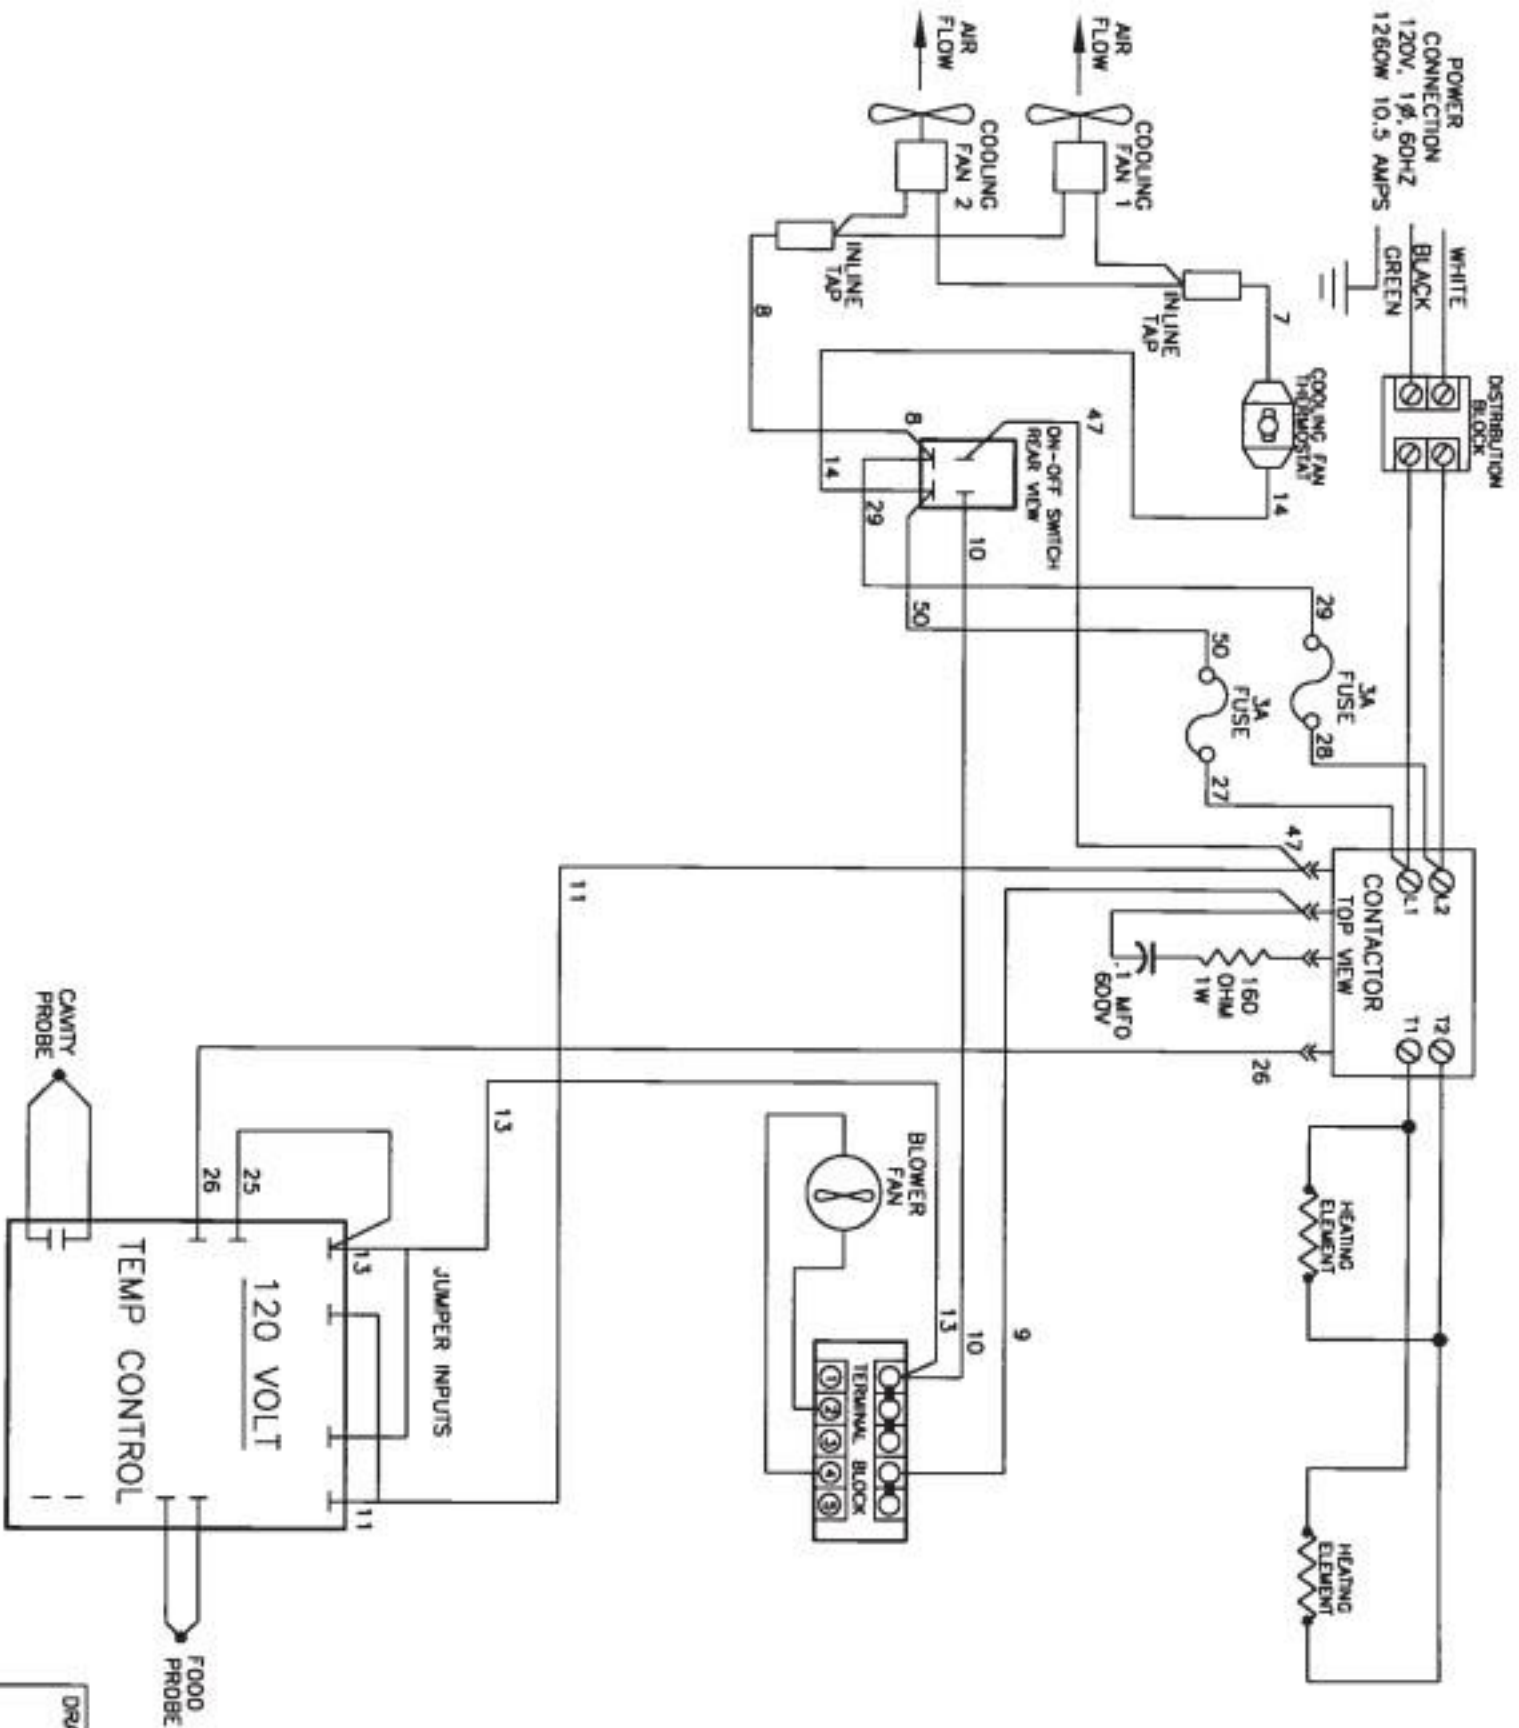 POWER
CONNECTION
120V, 1Ø, 60HZ
1260W 10.5 AMPS
WHITE
BLACK
GREEN
DISTRIBUTION
BLOCK
AIR
FLOW
AIR
FLOW
COOLING
FAN 1
COOLING
FAN 2
INLINE
TAP
INLINE
TAP
7
8
COOLING FAN
THERMOSTAT
14
47
ON-OFF SWITCH
REAR VIEW
8
14
29
10
50
29
3A
FUSE
28
50
3A
FUSE
27
47
L2
L1
CONTACTOR
TOP VIEW
T2
T1
160
OHM
1W
.1 MFD
600V
26
11
HEATING
ELEMENT
HEATING
ELEMENT
9
10
13
BLOWER
FAN
TERMINAL BLOCK
1
2
3
4
5
13
CAVITY
PROBE
26
25
13
JUMPER INPUTS
11
120 VOLT
TEMP CONTROL
FOOD
PROBE
DRA